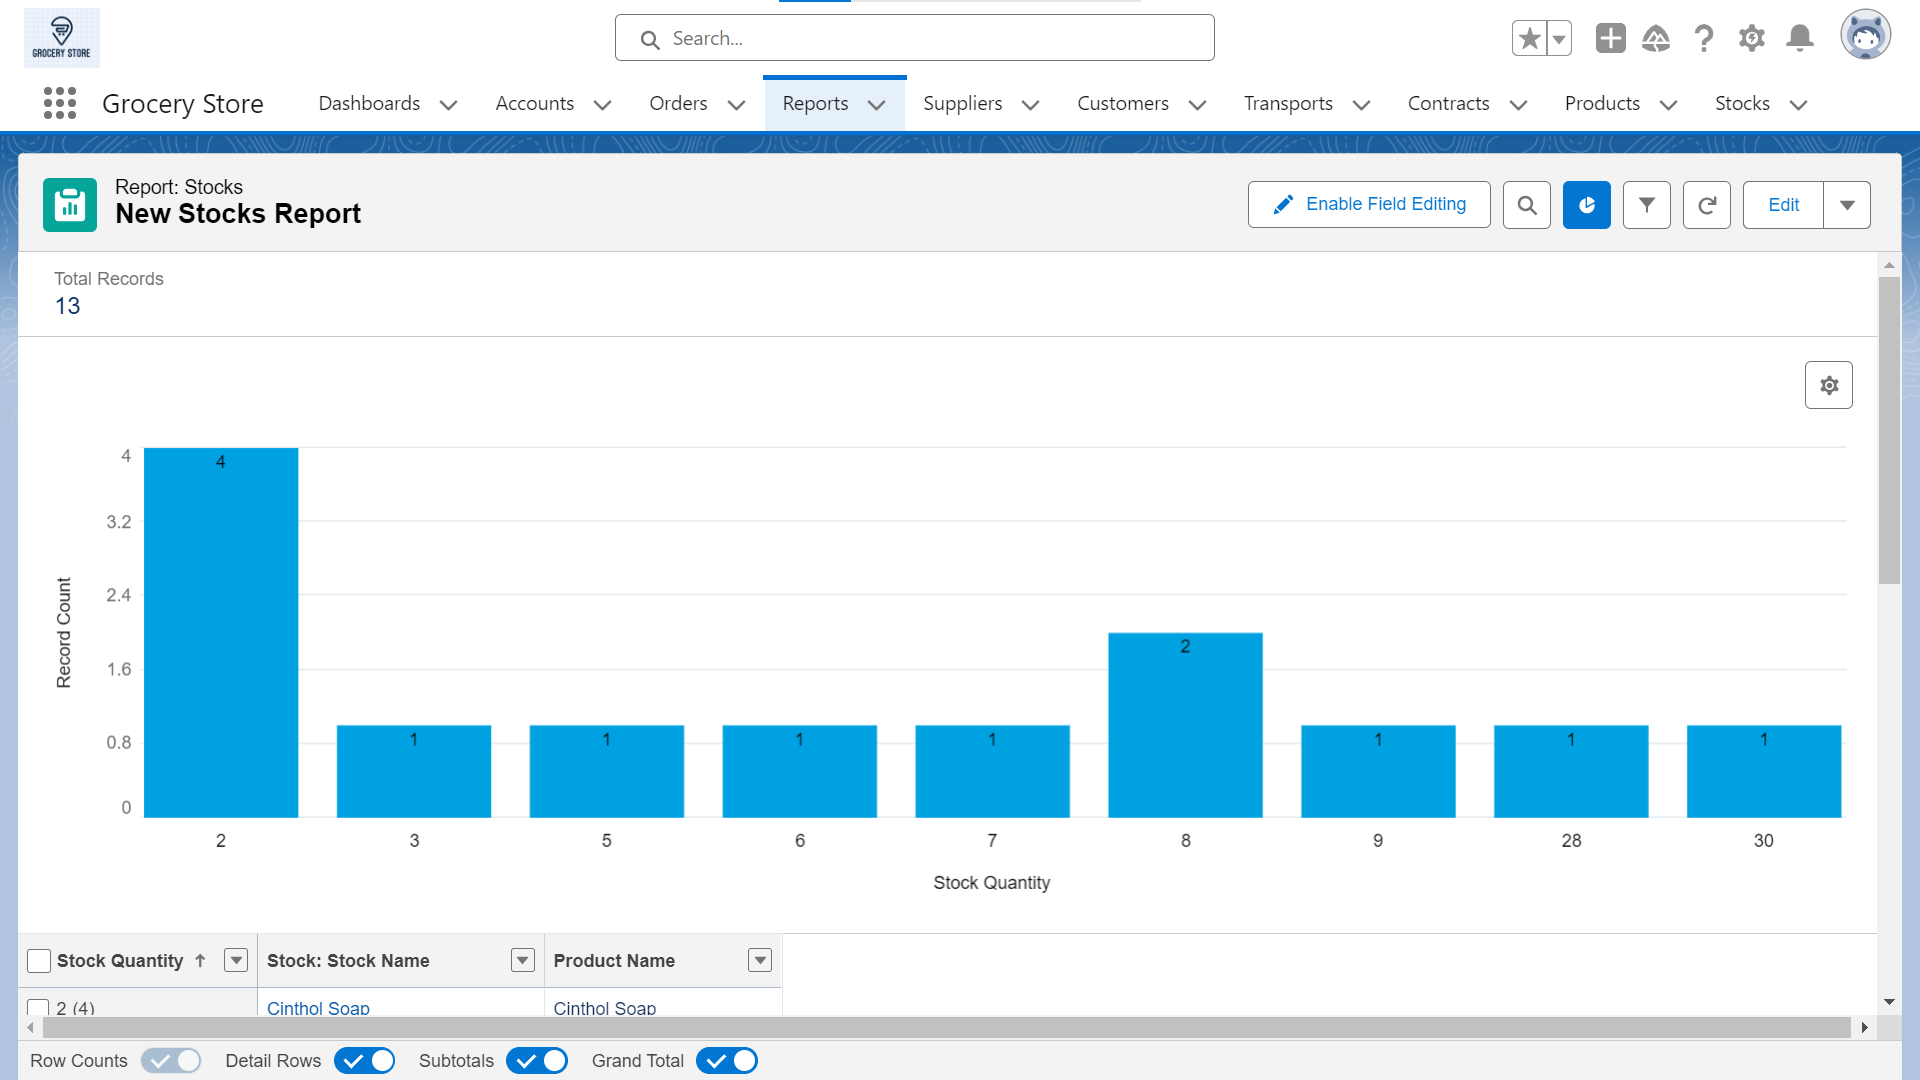 GROCERY STORE
Search...
Grocery Store
Dashboards
Accounts
Orders
Reports
Suppliers
Customers
Transports
Contracts
Products
Stocks
Report: Stocks
New Stocks Report
Enable Field Editing
Edit
Total Records
13
4
3.2
2.4
1.6
0.8
0
Record Count
4
1
1
1
1
2
1
1
1
2
3
5
6
7
8
9
28
30
Stock Quantity
Stock Quantity ↑
Stock: Stock Name
Product Name
2 (4)
Cinthol Soap
Cinthol Soap
Row Counts
Detail Rows
Subtotals
Grand Total